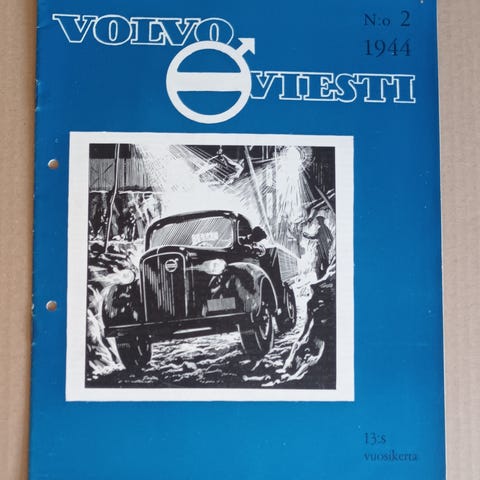 VOLVO
N:o 2
1944
VIESTI
13:s
vuosikerta